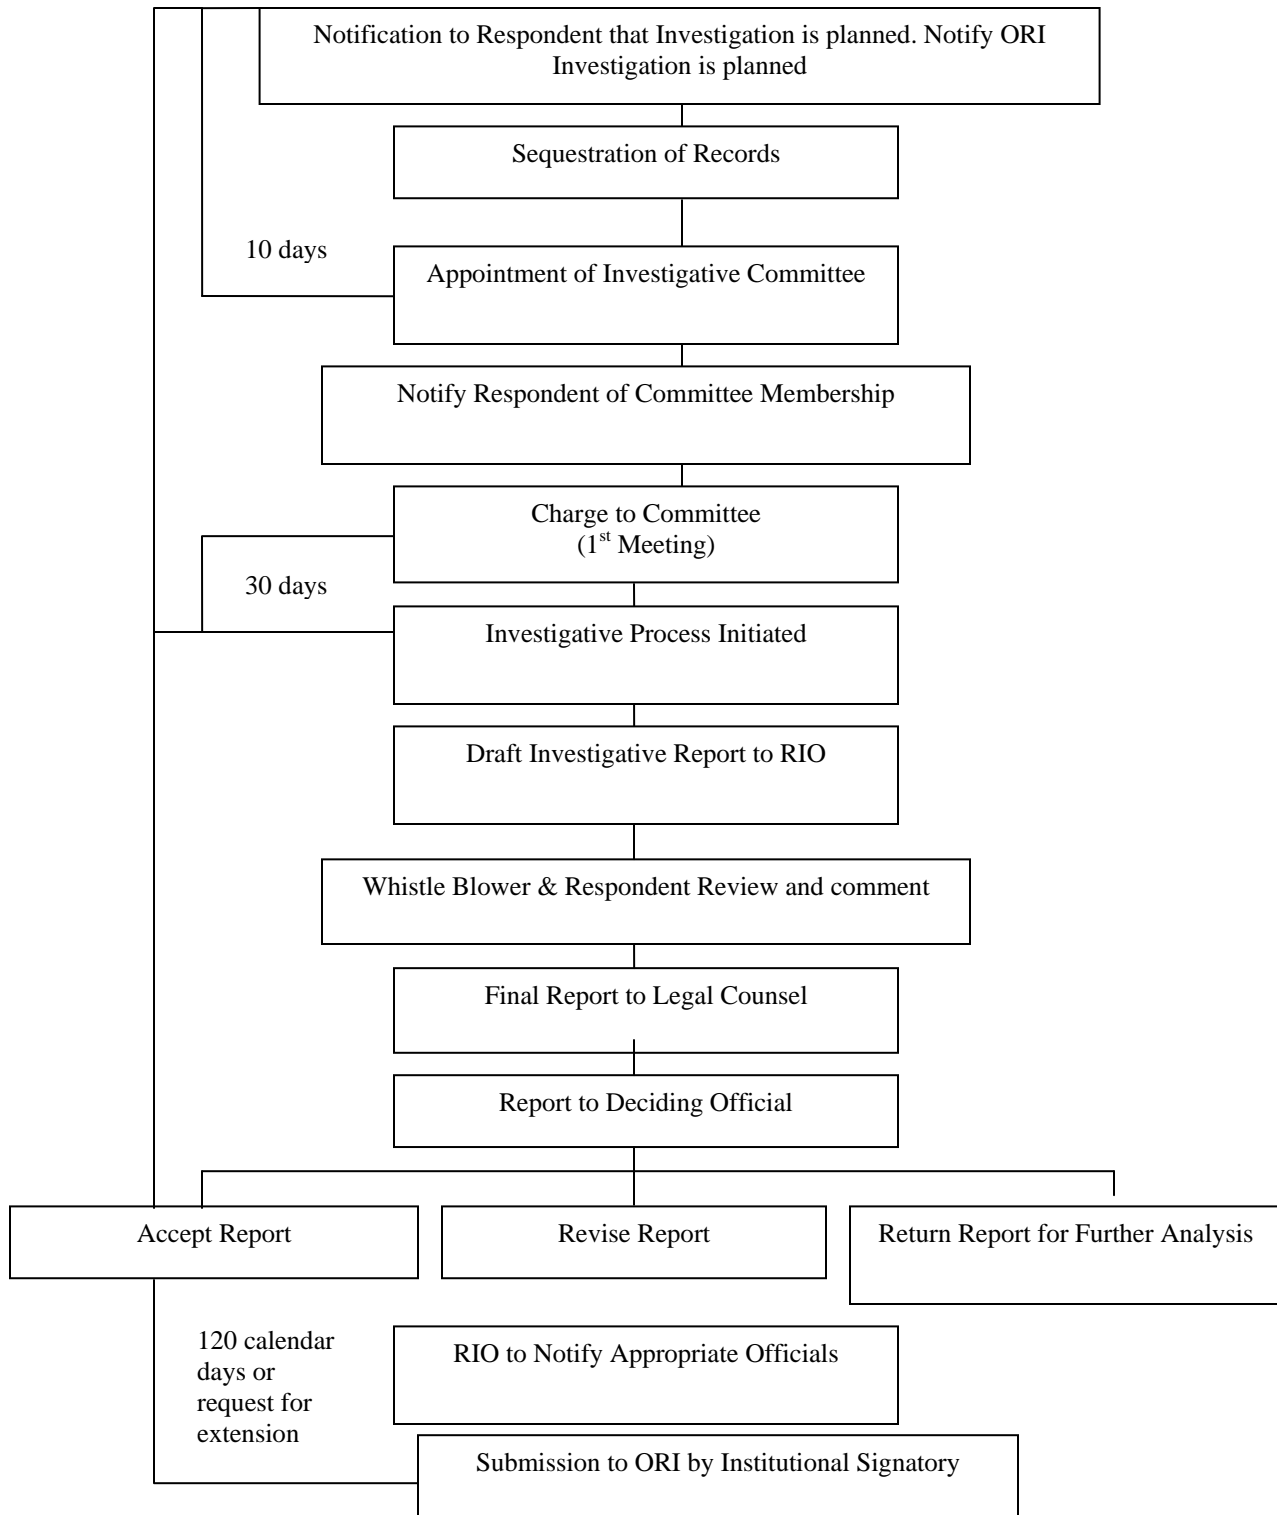 Notification to Respondent that Investigation is planned. Notify ORI
Investigation is planned
Sequestration of Records
10 days
Appointment of Investigative Committee
Notify Respondent of Committee Membership
Charge to Committee
(1st Meeting)
30 days
Investigative Process Initiated
Draft Investigative Report to RIO
Whistle Blower & Respondent Review and comment
Final Report to Legal Counsel
Report to Deciding Official
Accept Report
Revise Report
Return Report for Further Analysis
120 calendar
days or
request for
extension
RIO to Notify Appropriate Officials
Submission to ORI by Institutional Signatory